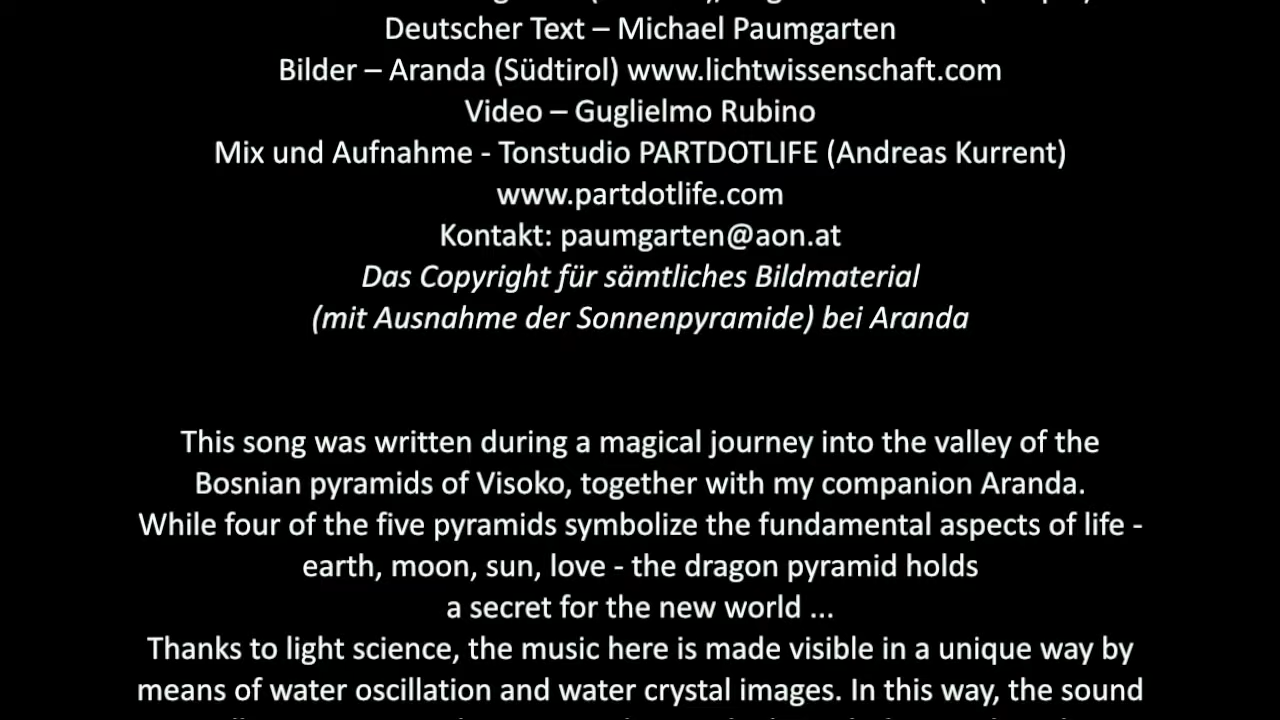 Deutscher Text – Michael Paumgarten
Bilder – Aranda (Südtirol) www.lichtwissenschaft.com
Video – Guglielmo Rubino
Mix und Aufnahme - Tonstudio PARTDOTLIFE (Andreas Kurrent)
www.partdotlife.com
Kontakt: paumgarten@aon.at
Das Copyright für sämtliches Bildmaterial
(mit Ausnahme der Sonnenpyramide) bei Aranda
This song was written during a magical journey into the valley of the
Bosnian pyramids of Visoko, together with my companion Aranda.
While four of the five pyramids symbolize the fundamental aspects of life -
earth, moon, sun, love - the dragon pyramid holds
a secret for the new world ...
Thanks to light science, the music here is made visible in a unique way by
means of water oscillation and water crystal images. In this way, the sound